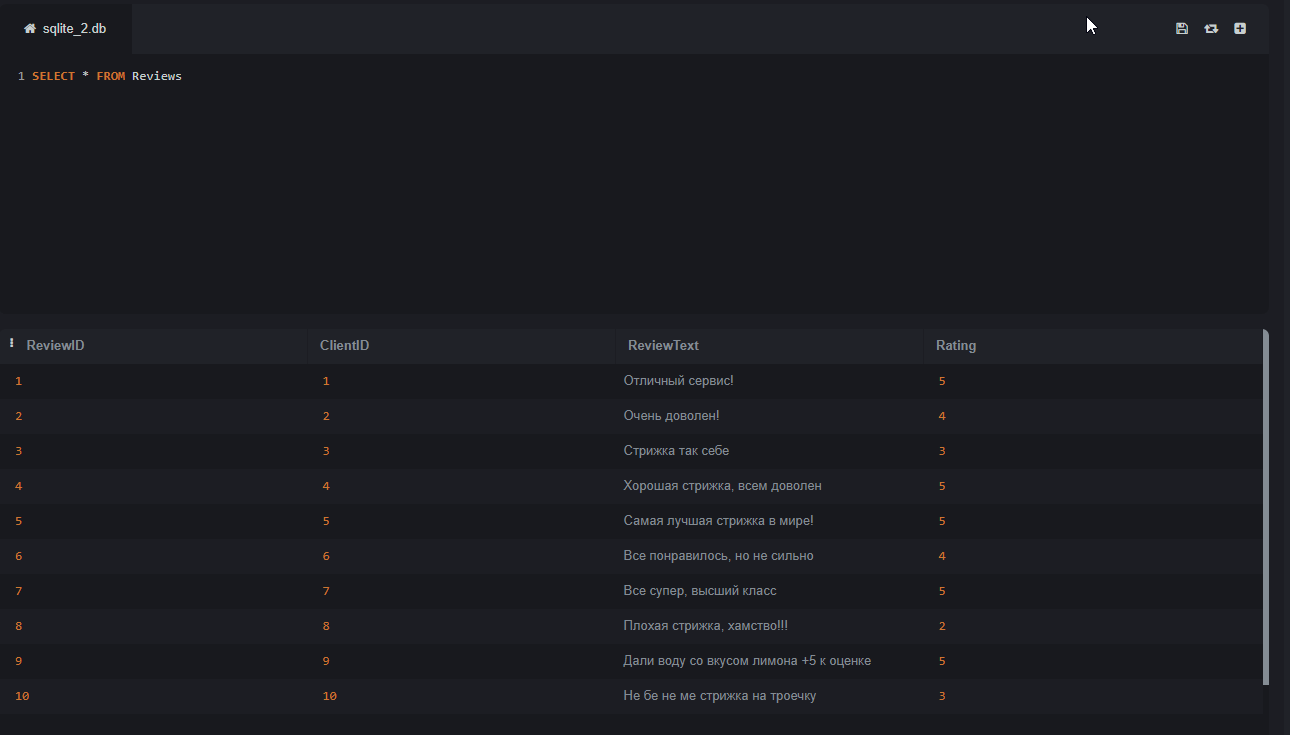 sqlite_2.db
1 SELECT * FROM Reviews
ReviewID ClientID ReviewText Rating
1 1 Отличный сервис! 5
2 2 Очень доволен! 4
3 3 Стрижка так себе 3
4 4 Хорошая стрижка, всем доволен 5
5 5 Самая лучшая стрижка в мире! 5
6 6 Все понравилось, но не сильно 4
7 7 Все супер, высший класс 5
8 8 Плохая стрижка, хамство!!! 2
9 9 Дали воду со вкусом лимона +5 к оценке 5
10 10 Не бе не ме стрижка на троечку 3